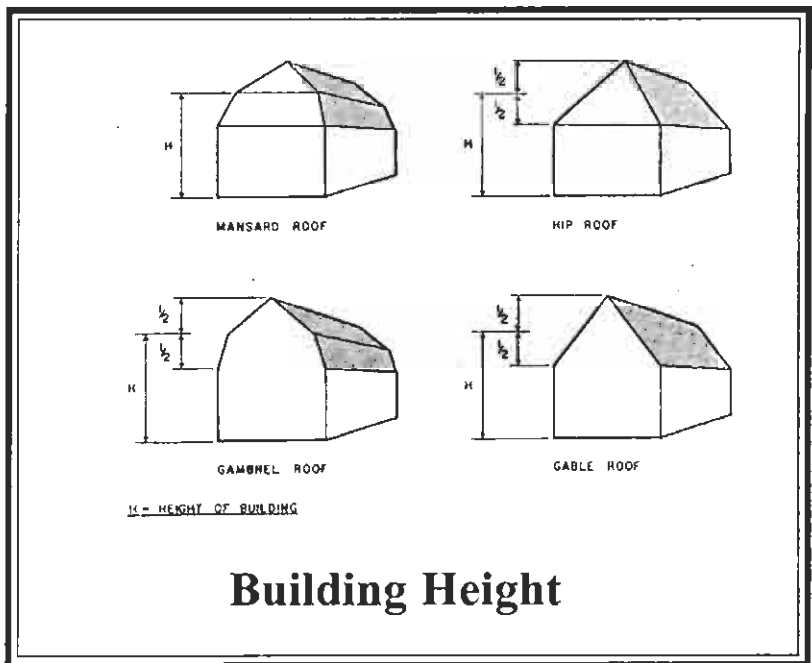 ½
½
H
H
MANSARD ROOF
HIP ROOF
½
½
½
½
H
H
GAMBREL ROOF
GABLE ROOF
H = HEIGHT OF BUILDING
Building Height